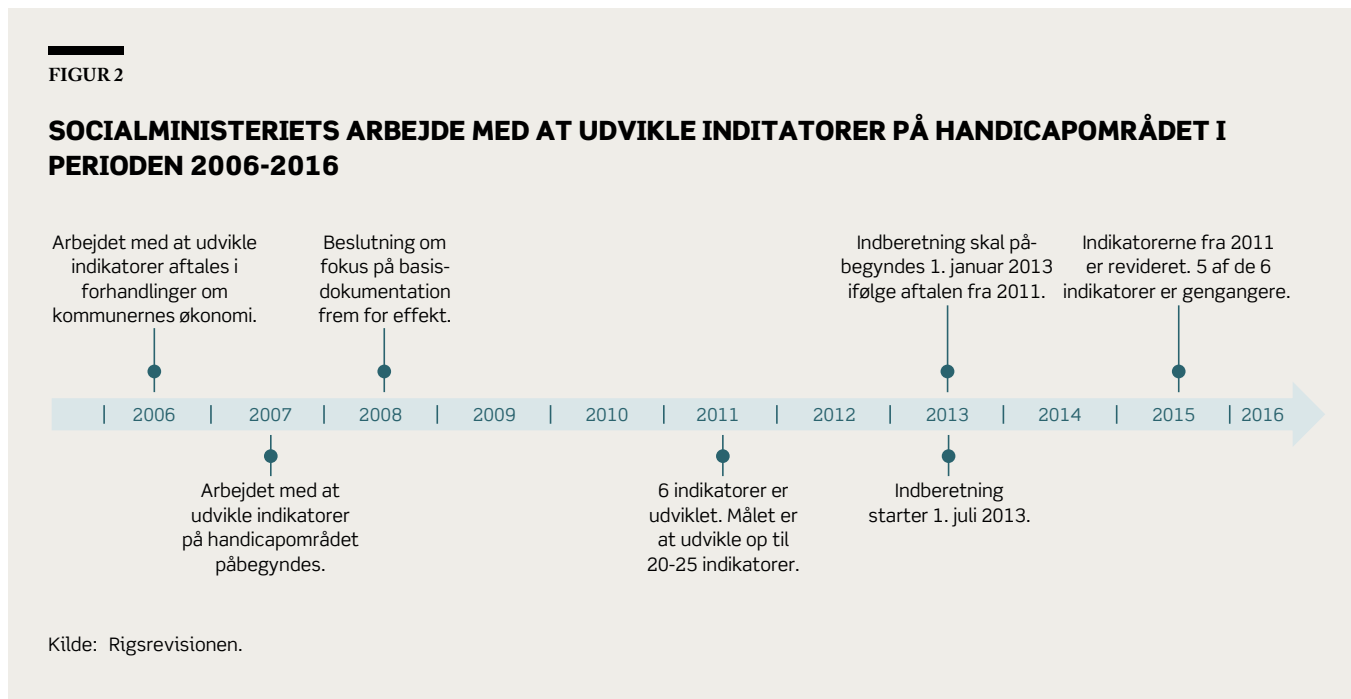 FIGUR 2
SOCIALMINISTERIETS ARBEJDE MED AT UDVIKLE INDITATORER PÅ HANDICAPOMRÅDET I
PERIODEN 2006-2016
Arbejdet med at udvikle
indikatorer aftales i
forhandlinger om
kommunernes økonomi.
Beslutning om
fokus på basis-
dokumentation
frem for effekt.
Indberetning skal på-
begyndes 1. januar 2013
ifølge aftalen fra 2011.
Indikatorerne fra 2011
er revideret. 5 af de 6
indikatorer er gengangere.
2006 2007 2008 2009 2010 2011 2012 2013 2014 2015 2016
Arbejdet med at
udvikle indikatorer
på handicapområdet
påbegyndes.
6 indikatorer er
udviklet. Målet er
at udvikle op til
20-25 indikatorer.
Indberetning
starter 1. juli 2013.
Kilde: Rigsrevisionen.